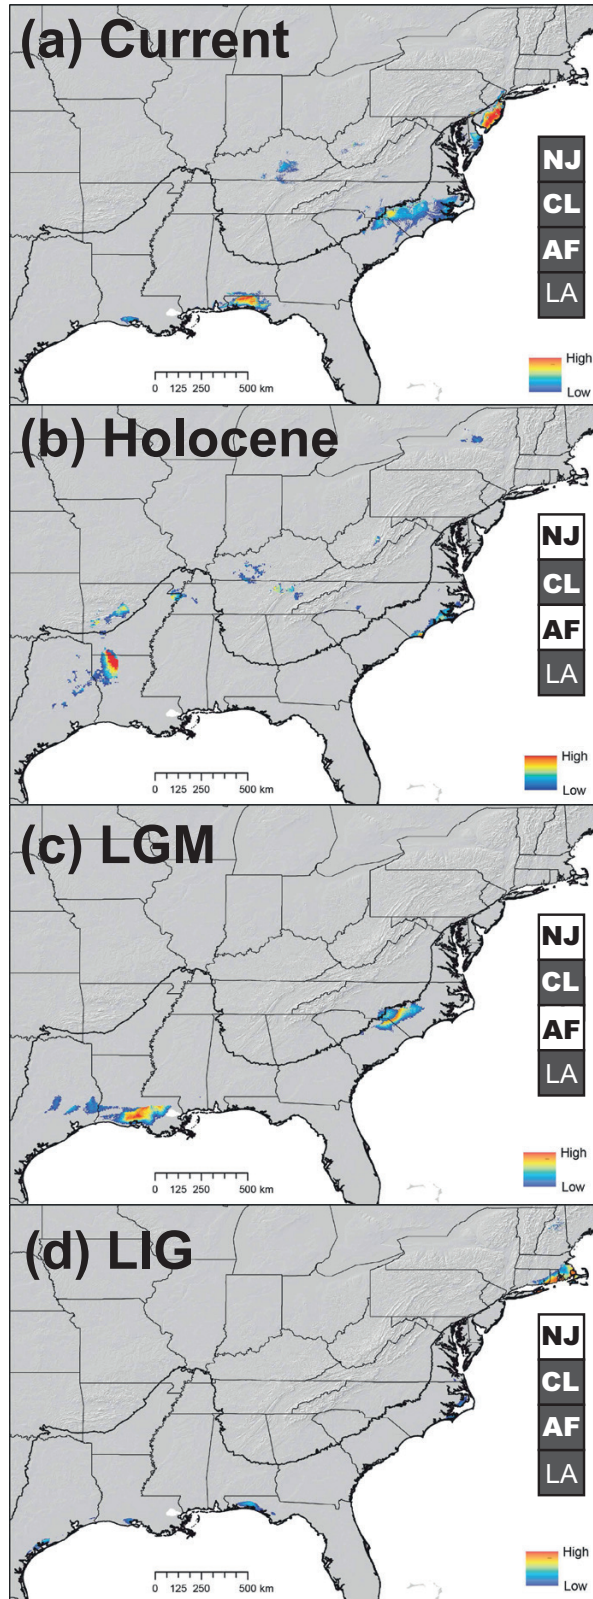 (a) Current
NJ
CL
AF
LA
High
Low
0 125 250 500 km
(b) Holocene
NJ
CL
AF
LA
High
Low
0 125 250 500 km
(c) LGM
NJ
CL
AF
LA
High
Low
0 125 250 500 km
(d) LIG
NJ
CL
AF
LA
High
Low
0 125 250 500 km